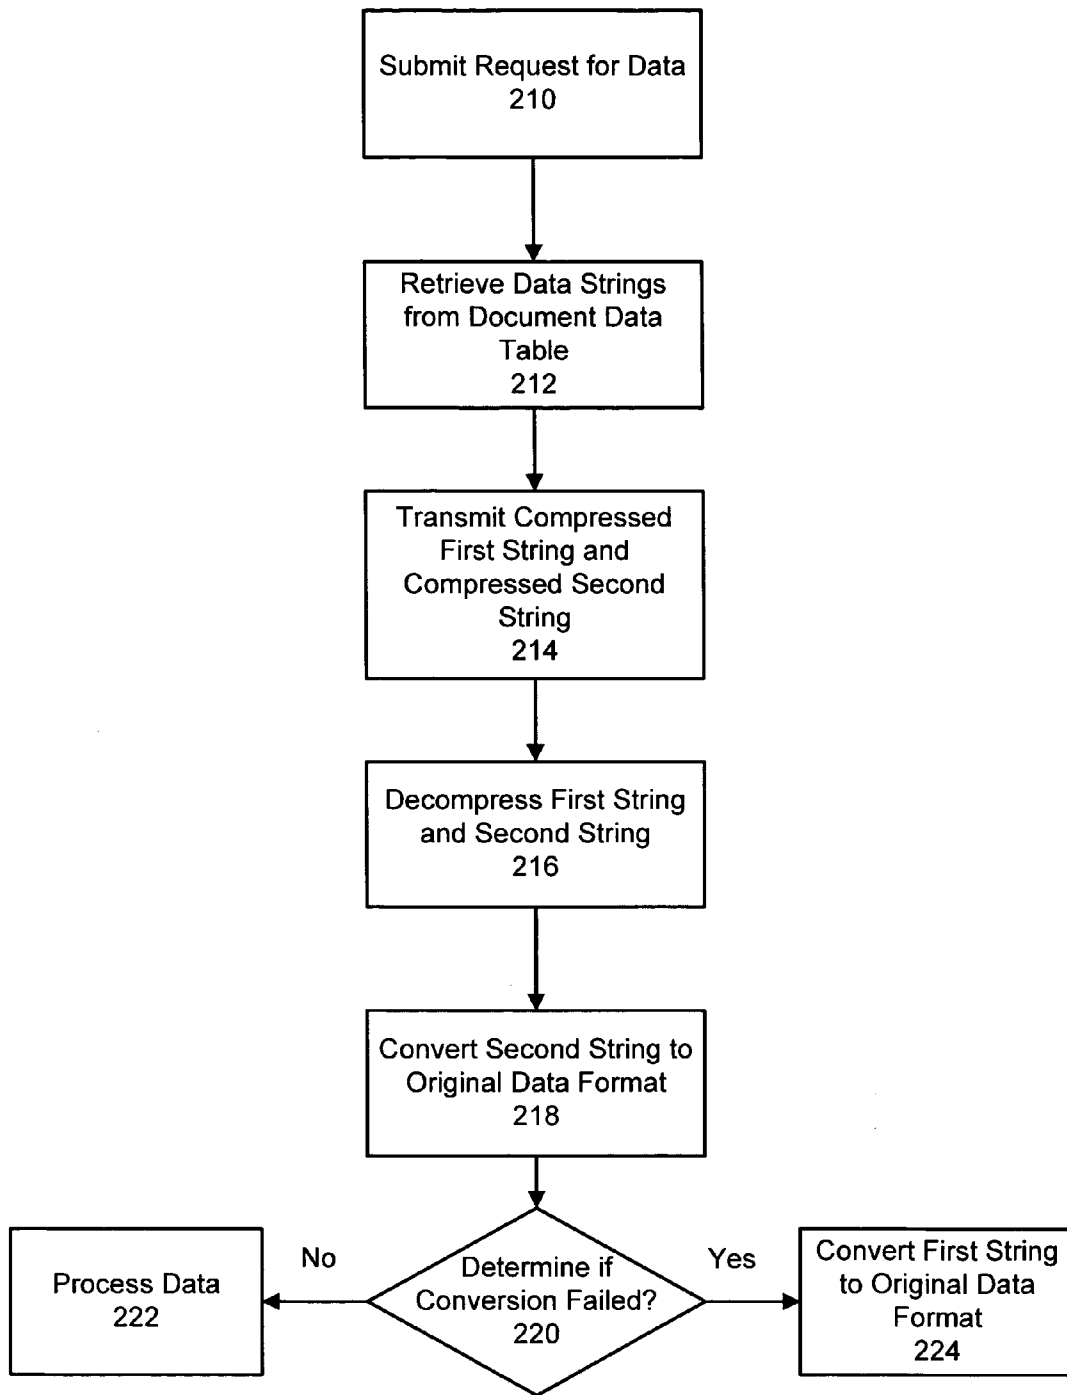 Submit Request for Data
210
Retrieve Data Strings
from Document Data
Table
212
Transmit Compressed
First String and
Compressed Second
String
214
Decompress First String
and Second String
216
Convert Second String to
Original Data Format
218
Determine if
Conversion Failed?
220
No
Yes
Process Data
222
Convert First String
to Original Data
Format
224